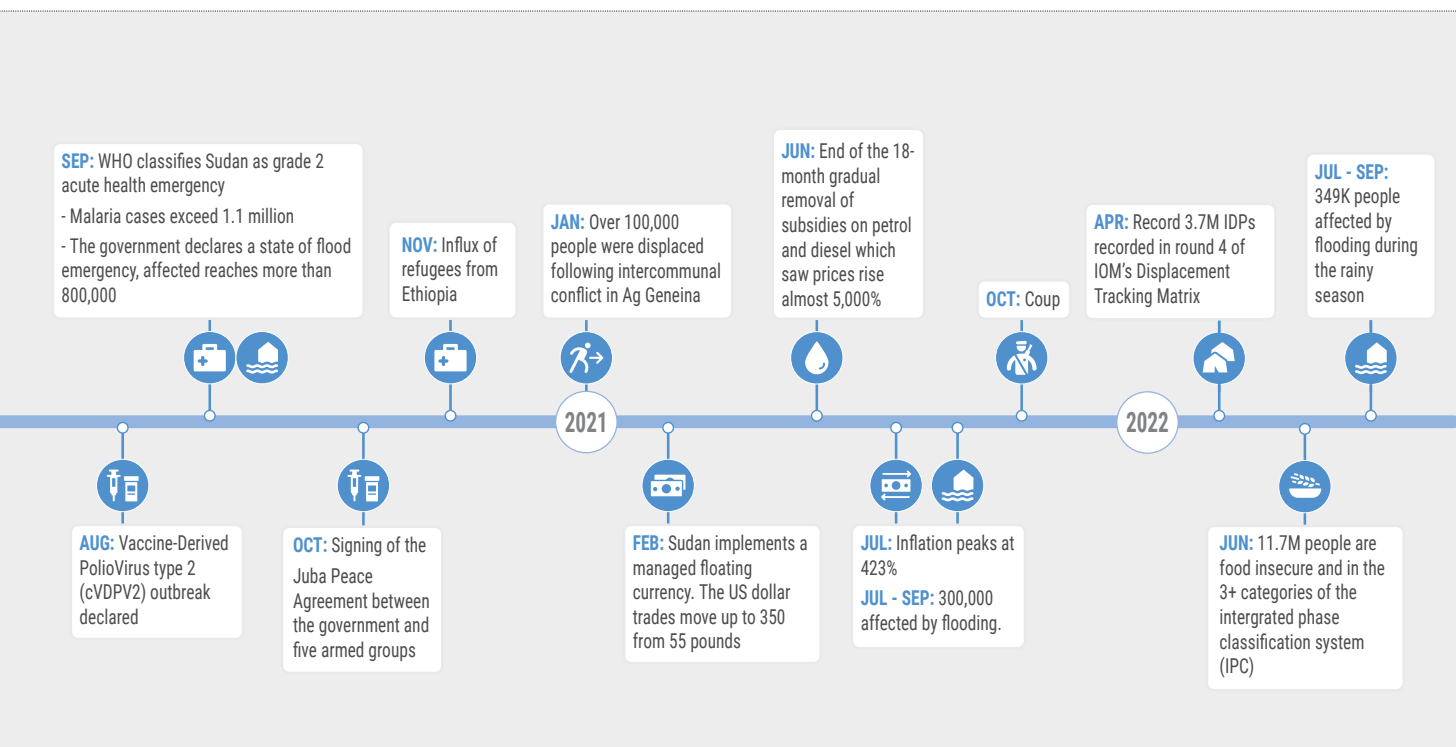 SEP: WHO classifies Sudan as grade 2
acute health emergency
- Malaria cases exceed 1.1 million
- The government declares a state of flood
emergency, affected reaches more than
800,000
NOV: Influx of
refugees from
Ethiopia
JAN: Over 100,000
people were displaced
following intercommunal
conflict in Ag Geneina
JUN: End of the 18-
month gradual
removal of
subsidies on petrol
and diesel which
saw prices rise
almost 5,000%
OCT: Coup
APR: Record 3.7M IDPs
recorded in round 4 of
IOM's Displacement
Tracking Matrix
JUL - SEP:
349K people
affected by
flooding during
the rainy
season
2021
2022
AUG: Vaccine-Derived
PolioVirus type 2
(cVDPV2) outbreak
declared
OCT: Signing of the
Juba Peace
Agreement between
the government and
five armed groups
FEB: Sudan implements a
managed floating
currency. The US dollar
trades move up to 350
from 55 pounds
JUL: Inflation peaks at
423%
JUL - SEP: 300,000
affected by flooding.
JUN: 11.7M people are
food insecure and in the
3+ categories of the
intergrated phase
classification system
(IPC)